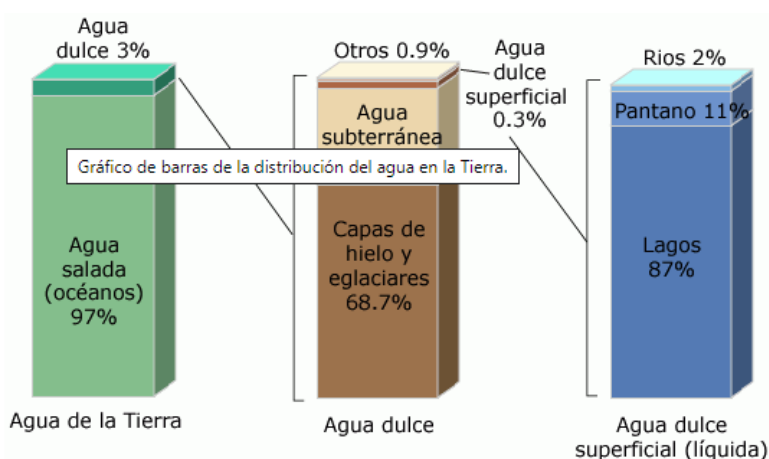 Agua
dulce 3%
Agua
salada
(océanos)
97%
Agua de la Tierra
Otros 0.9%
Agua
dulce
superficial
0.3%
Agua
subterránea
Gráfico de barras de la distribución del agua en la Tierra.
Capas de
hielo y
eglaciares
68.7%
Agua dulce
Rios 2%
Pantano 11%
Lagos
87%
Agua dulce
superficial (líquida)